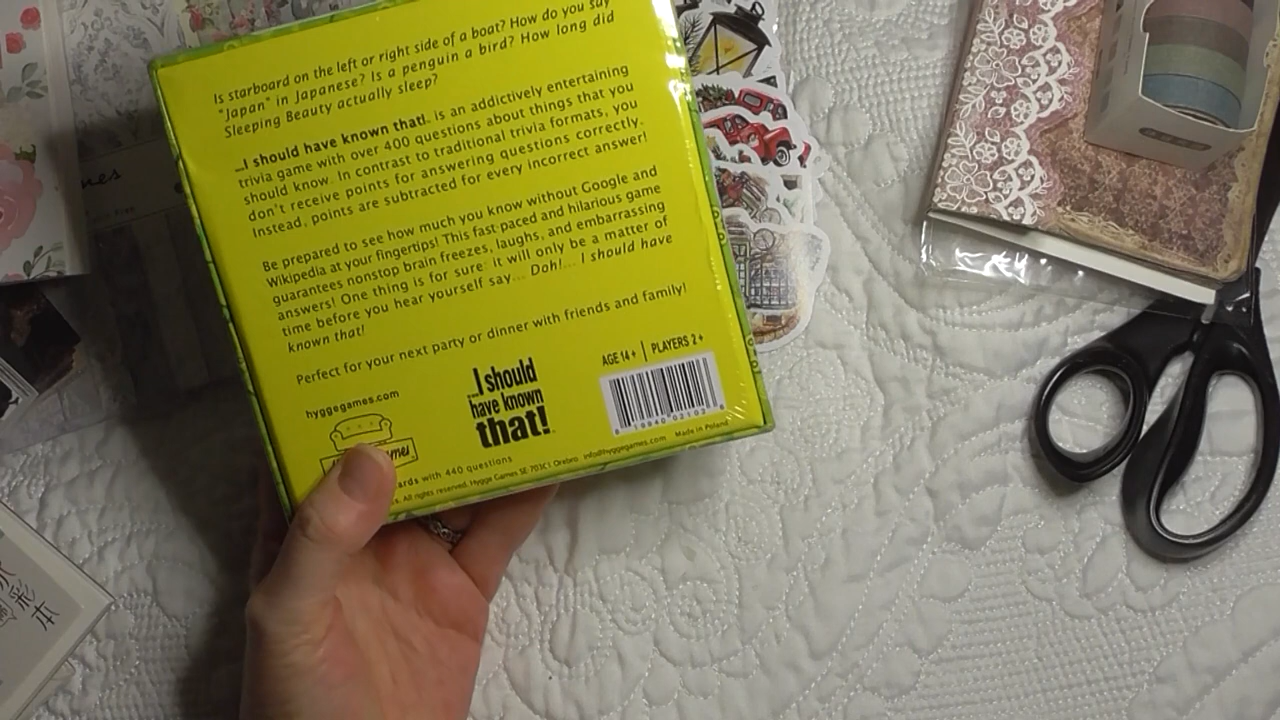 Is starboard on the left or right side of a boat? How do you say
"Japan" in Japanese? Is a penguin a bird? How long did
Sleeping Beauty actually sleep?
...I should have known that!.. is an addictively entertaining
trivia game with over 400 questions about things that you
should know. In contrast to traditional trivia formats, you
don't receive points for answering questions correctly.
Instead, points are subtracted for every incorrect answer!
Be prepared to see how much you know without Google and
Wikipedia at your fingertips! This fast-paced and hilarious game
guarantees nonstop brain freezes, laughs, and embarrassing
answers! One thing is for sure: it will only be a matter of
time before you hear yourself say... Doh!... I should have
known that!
Perfect for your next party or dinner with friends and family!
hyggegames.com
...I should
have known
that!
AGE 14+ | PLAYERS 2+
ards with 440 questions
All rights reserved. Hygge Games SE-703C1 Orebro info@hyggegames.com Made in Poland
彩
本